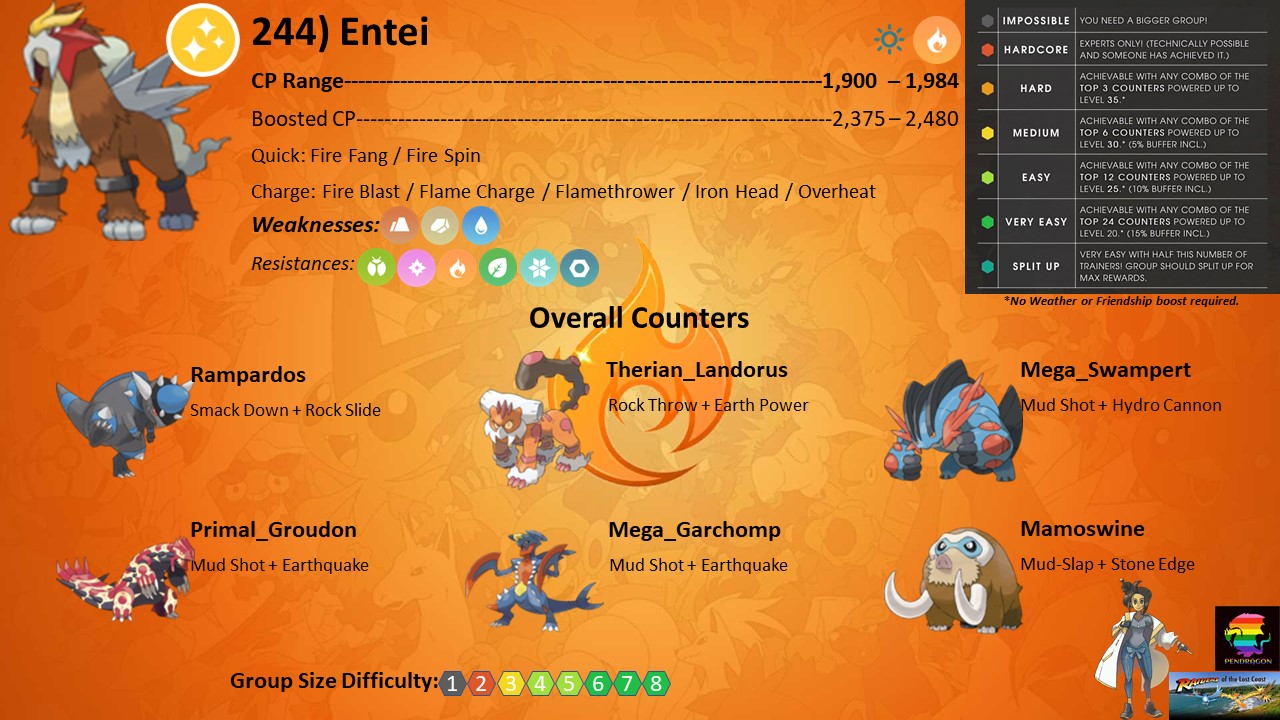 244) Entei
CP Range--------------------------------------------------------------------1,900 – 1,984
Boosted CP--------------------------------------------------------------------2,375 – 2,480
Quick: Fire Fang / Fire Spin
Charge: Fire Blast / Flame Charge / Flamethrower / Iron Head / Overheat
Weaknesses:
Resistances:
IMPOSSIBLE YOU NEED A BIGGER GROUP!
HARDCORE EXPERTS ONLY! (TECHNICALLY POSSIBLE
AND SOMEONE HAS ACHIEVED IT.)
HARD ACHIEVABLE WITH ANY COMBO OF THE
TOP 3 COUNTERS POWERED UP TO
LEVEL 35.*
MEDIUM ACHIEVABLE WITH ANY COMBO OF THE
TOP 6 COUNTERS POWERED UP TO
LEVEL 30.* (5% BUFFER INCL.)
EASY ACHIEVABLE WITH ANY COMBO OF THE
TOP 12 COUNTERS POWERED UP TO
LEVEL 25.* (10% BUFFER INCL.)
VERY EASY ACHIEVABLE WITH ANY COMBO OF THE
TOP 24 COUNTERS POWERED UP TO
LEVEL 20.* (15% BUFFER INCL.)
SPLIT UP VERY EASY WITH HALF THIS NUMBER OF
TRAINERS! GROUP SHOULD SPLIT UP FOR
MAX REWARDS.
*No Weather or Friendship boost required.
Overall Counters
Rampardos
Smack Down + Rock Slide
Therian_Landorus
Rock Throw + Earth Power
Mega_Swampert
Mud Shot + Hydro Cannon
Primal_Groudon
Mud Shot + Earthquake
Mega_Garchomp
Mud Shot + Earthquake
Mamoswine
Mud-Slap + Stone Edge
Group Size Difficulty: 1 2 3 4 5 6 7 8
PENDRAGON
RAIDERS of the Lost Coast